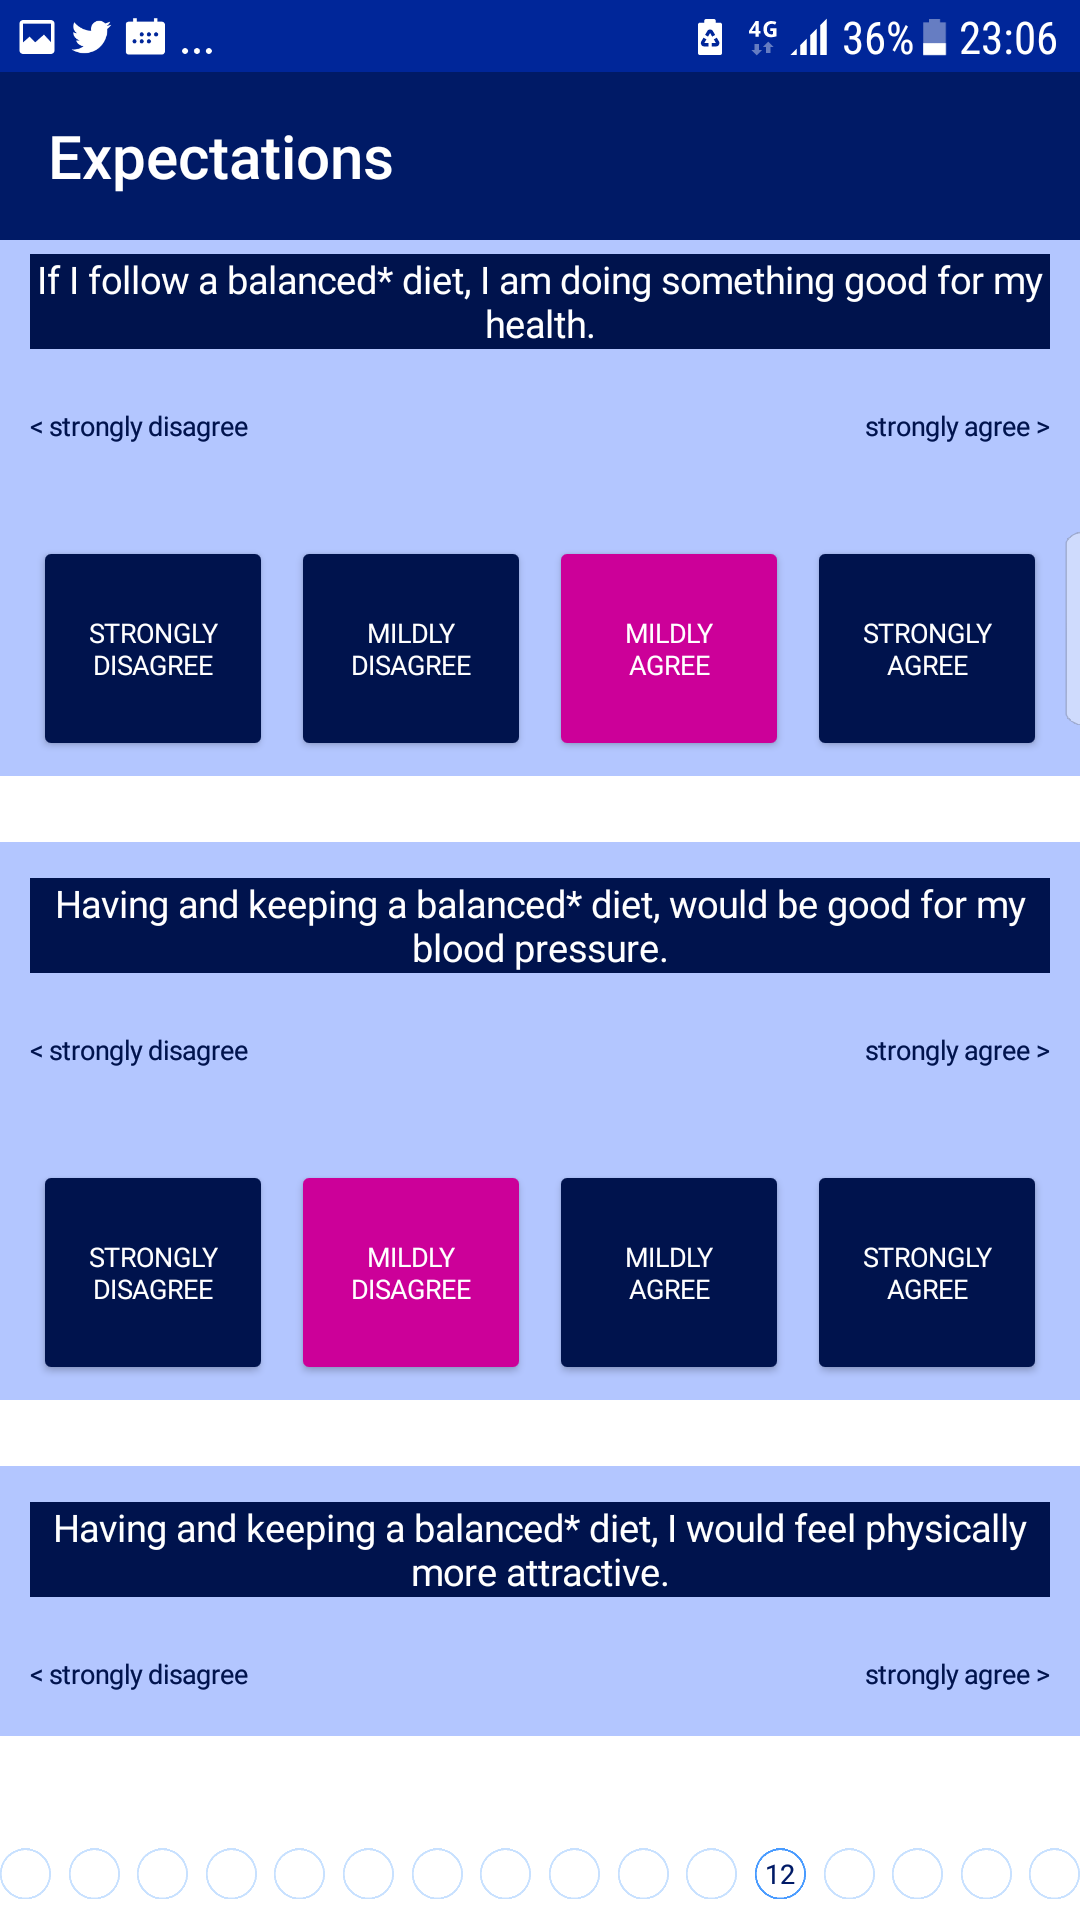 ... 4G 36% 23:06
Expectations
If I follow a balanced* diet, I am doing something good for my
health.
< strongly disagree strongly agree >
STRONGLY DISAGREE MILDLY DISAGREE MILDLY AGREE STRONGLY AGREE
Having and keeping a balanced* diet, would be good for my
blood pressure.
< strongly disagree strongly agree >
STRONGLY DISAGREE MILDLY DISAGREE MILDLY AGREE STRONGLY AGREE
Having and keeping a balanced* diet, I would feel physically
more attractive.
< strongly disagree strongly agree >
12